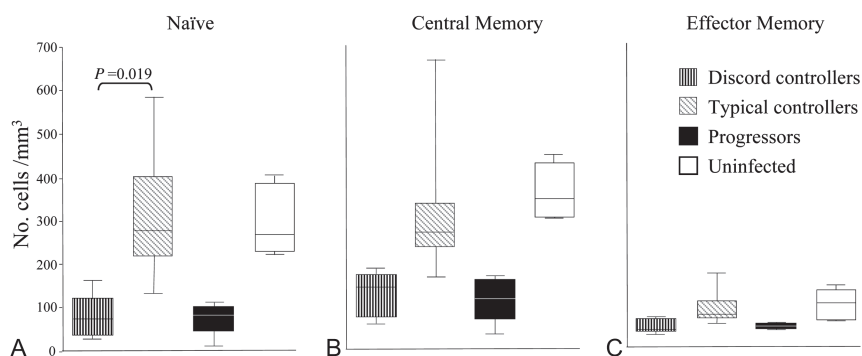 Naïve
Central Memory
Effector Memory
700
600
500
400
300
200
100
0
No. cells /mm³
P =0.019
Discord controllers
Typical controllers
Progressors
Uninfected
A
B
C